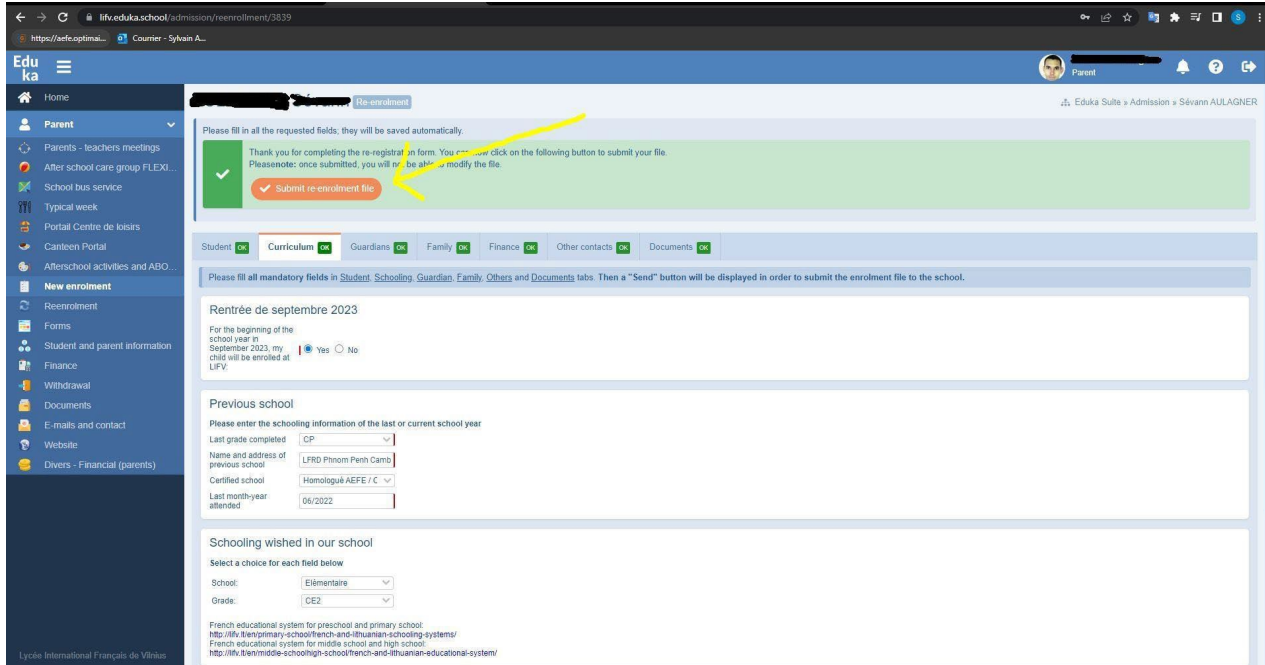 lifv.eduka.school/admission/reenrollment/3839
https://aefe.optimai...
Courrier - Sylvain A...
Edu
ka
Parent
Home
Re-enrolment
Eduka Suite » Admission » Sévann AULAGNER
Parent
Please fill in all the requested fields; they will be saved automatically.
Parents - teachers meetings
Thank you for completing the re-registration form. You can now click on the following button to submit your file.
After school care group FLEXI...
Pleasenote: once submitted, you will not be able to modify the file.
School bus service
Submit re-enrolment file
Typical week
Portail Centre de loisirs
Canteen Portal
Student OK
Curriculum OK
Guardians OK
Family OK
Finance OK
Other contacts OK
Documents OK
Afterschool activities and ABO...
New enrolment
Please fill all mandatory fields in Student, Schooling, Guardian, Family, Others and Documents tabs. Then a "Send" button will be displayed in order to submit the enrolment file to the school.
Reenrolment
Forms
Student and parent information
Finance
Withdrawal
Documents
E-mails and contact
Website
Divers - Financial (parents)
Rentrée de septembre 2023
For the beginning of the
school year in
September 2023, my
child will be enrolled at
LIFV:
Yes No
Previous school
Please enter the schooling information of the last or current school year
Last grade completed
CP
Name and address of
previous school
LFRD Phnom Penh Camb
Certified school
Homologué AEFE / C
Last month-year
attended
06/2022
Schooling wished in our school
Select a choice for each field below
School:
Elémentaire
Grade:
CE2
French educational system for preschool and primary school:
http://lifv.lt/en/primary-school/french-and-lithuanian-schooling-systems/
French educational system for middle school and high school:
http://lifv.lt/en/middle-schoolhigh-school/french-and-lithuanian-educational-system/
Lycée International Français de Vilnius